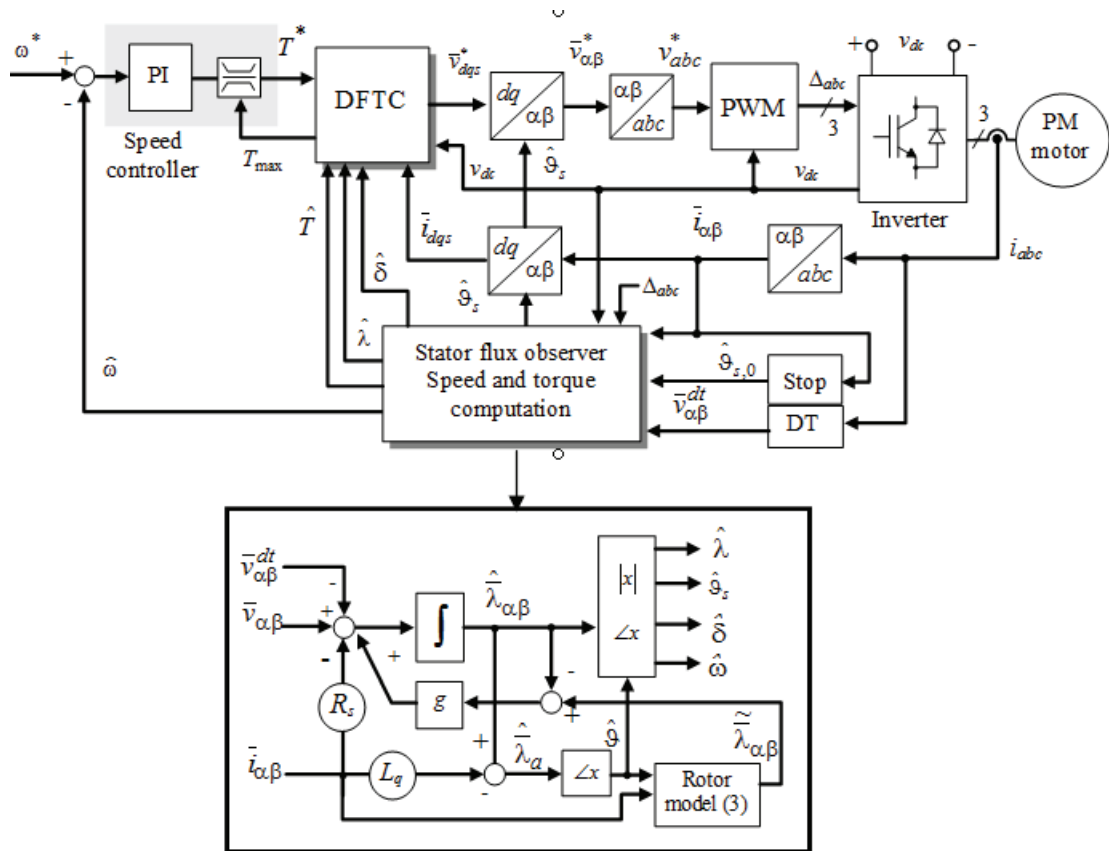 ω* + - PI T* DFTC v̄*dqs dq αβ v̄*αβ αβ abc v*abc PWM Δabc 3 + vdc - 3 PM motor
Speed controller
Tmax
vdc
ϑ̂s
vdc
Inverter
T̂
īdqs
dq αβ
īαβ
αβ abc
iabc
δ̂
ϑ̂s
Δabc
λ̂
ω̂
Stator flux observer
Speed and torque
computation
ϑ̂s,0
Stop
v̄dtαβ
DT
v̄dtαβ
-
v̄αβ
+
-
+
∫
λ̄̂αβ
|x|
∠x
λ̂
ϑ̂s
δ̂
ω̂
Rs
g
-
+
λ̄̃αβ
īαβ
Lq
+
-
λ̄̂a
∠x
ϑ̂
Rotor
model (3)